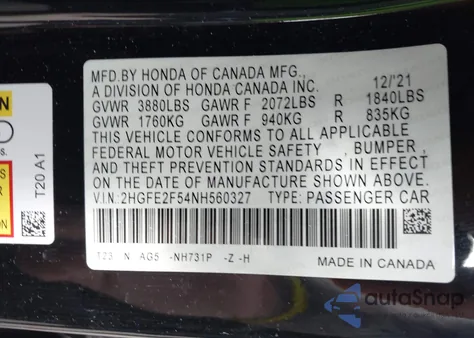 MFD.BY HONDA OF CANADA MFG.,
A DIVISION OF HONDA CANADA INC. 12/'21
GVWR 3880LBS GAWR F 2072LBS R 1840LBS
GVWR 1760KG GAWR F 940KG R 835KG
THIS VEHICLE CONFORMS TO ALL APPLICABLE
FEDERAL MOTOR VEHICLE SAFETY , BUMPER ,
AND THEFT PREVENTION STANDARDS IN EFFECT
ON THE DATE OF MANUFACTURE SHOWN ABOVE.
V.IN: 2HGFE2F54NH560327 TYPE: PASSENGER CAR
T23 N AG5 -NH731P -Z -H
MADE IN CANADA
T20 A1
autoSnap